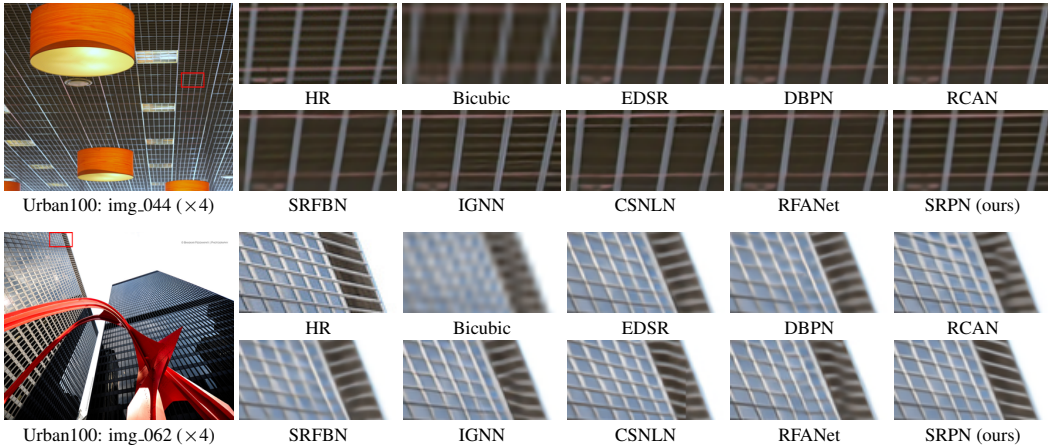 HR Bicubic EDSR DBPN RCAN
Urban100: img_044 (×4) SRFBN IGNN CSNLN RFANet SRPN (ours)
HR Bicubic EDSR DBPN RCAN
Urban100: img_062 (×4) SRFBN IGNN CSNLN RFANet SRPN (ours)